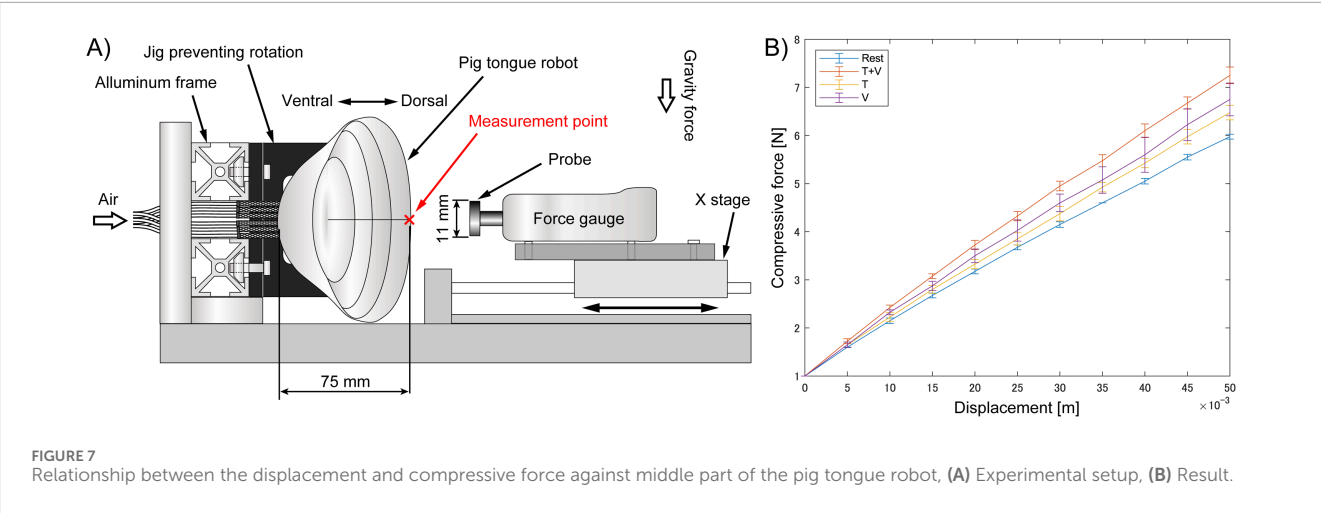 A)
Jig preventing rotation
Alluminum frame
Ventral
Dorsal
Pig tongue robot
Measurement point
Probe
Gravity force
Air
11 mm
Force gauge
X stage
75 mm
B)
Rest
T+V
T
V
8
7
6
5
4
3
2
1
Compressive force [N]
0 5 10 15 20 25 30 35 40 45 50
Displacement [m]
×10⁻³
FIGURE 7
Relationship between the displacement and compressive force against middle part of the pig tongue robot, (A) Experimental setup, (B) Result.